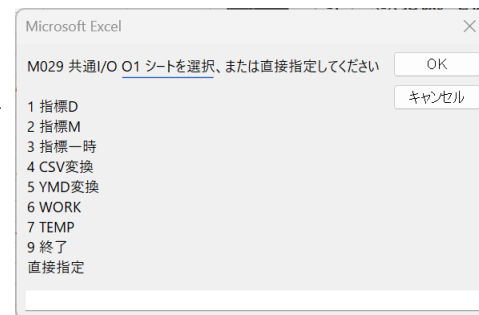 Microsoft Excel
M029 共通I/O O1 シートを選択、または直接指定してください
OK
キャンセル
1 指標D
2 指標M
3 指標一時
4 CSV変換
5 YMD変換
6 WORK
7 TEMP
9 終了
直接指定